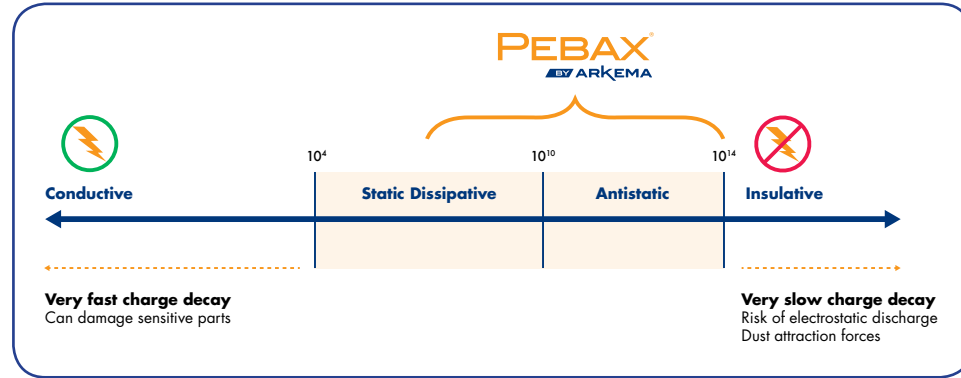 PEBAX®
BY ARKEMA
10⁴ 10¹⁰ 10¹⁴
Conductive Static Dissipative Antistatic Insulative
Very fast charge decay
Can damage sensitive parts
Very slow charge decay
Risk of electrostatic discharge
Dust attraction forces